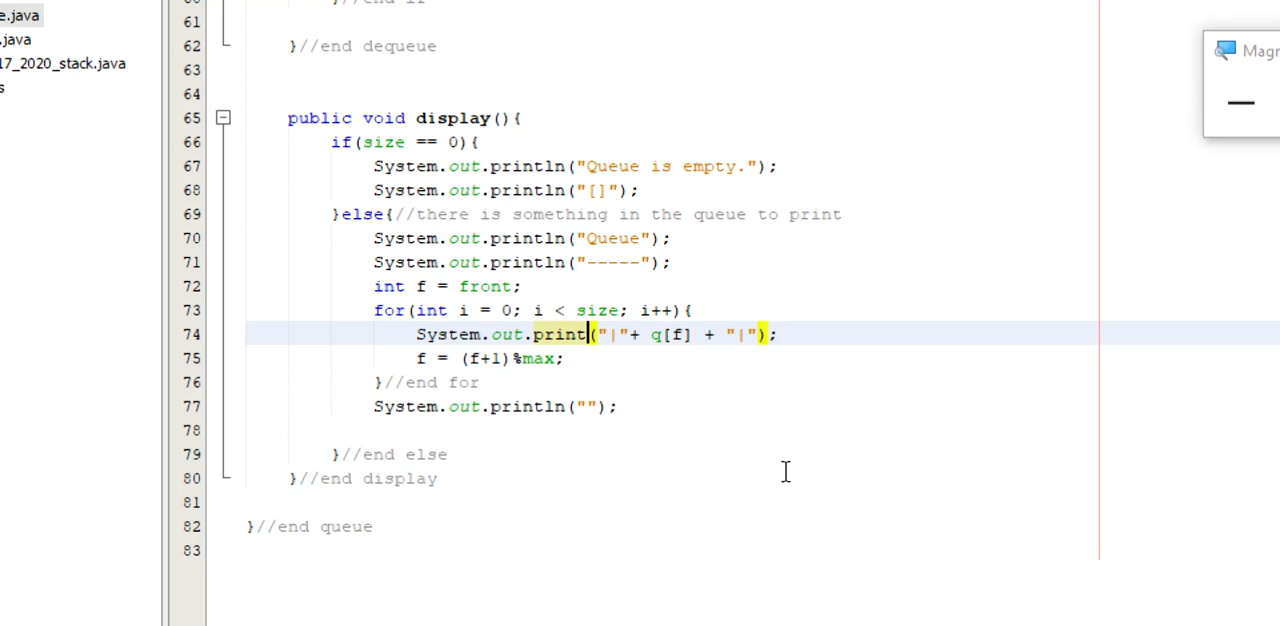 e.java
.java
17_2020_stack.java
s
60 }//end if
61
62 }//end dequeue
63
64
65 public void display(){
66 if(size == 0){
67 System.out.println("Queue is empty.");
68 System.out.println("[]");
69 }else{//there is something in the queue to print
70 System.out.println("Queue");
71 System.out.println("-----");
72 int f = front;
73 for(int i = 0; i < size; i++){
74 System.out.print("|"+ q[f] + "|");
75 f = (f+1)%max;
76 }//end for
77 System.out.println("");
78
79 }//end else
80 }//end display
81
82 }//end queue
83
Magn